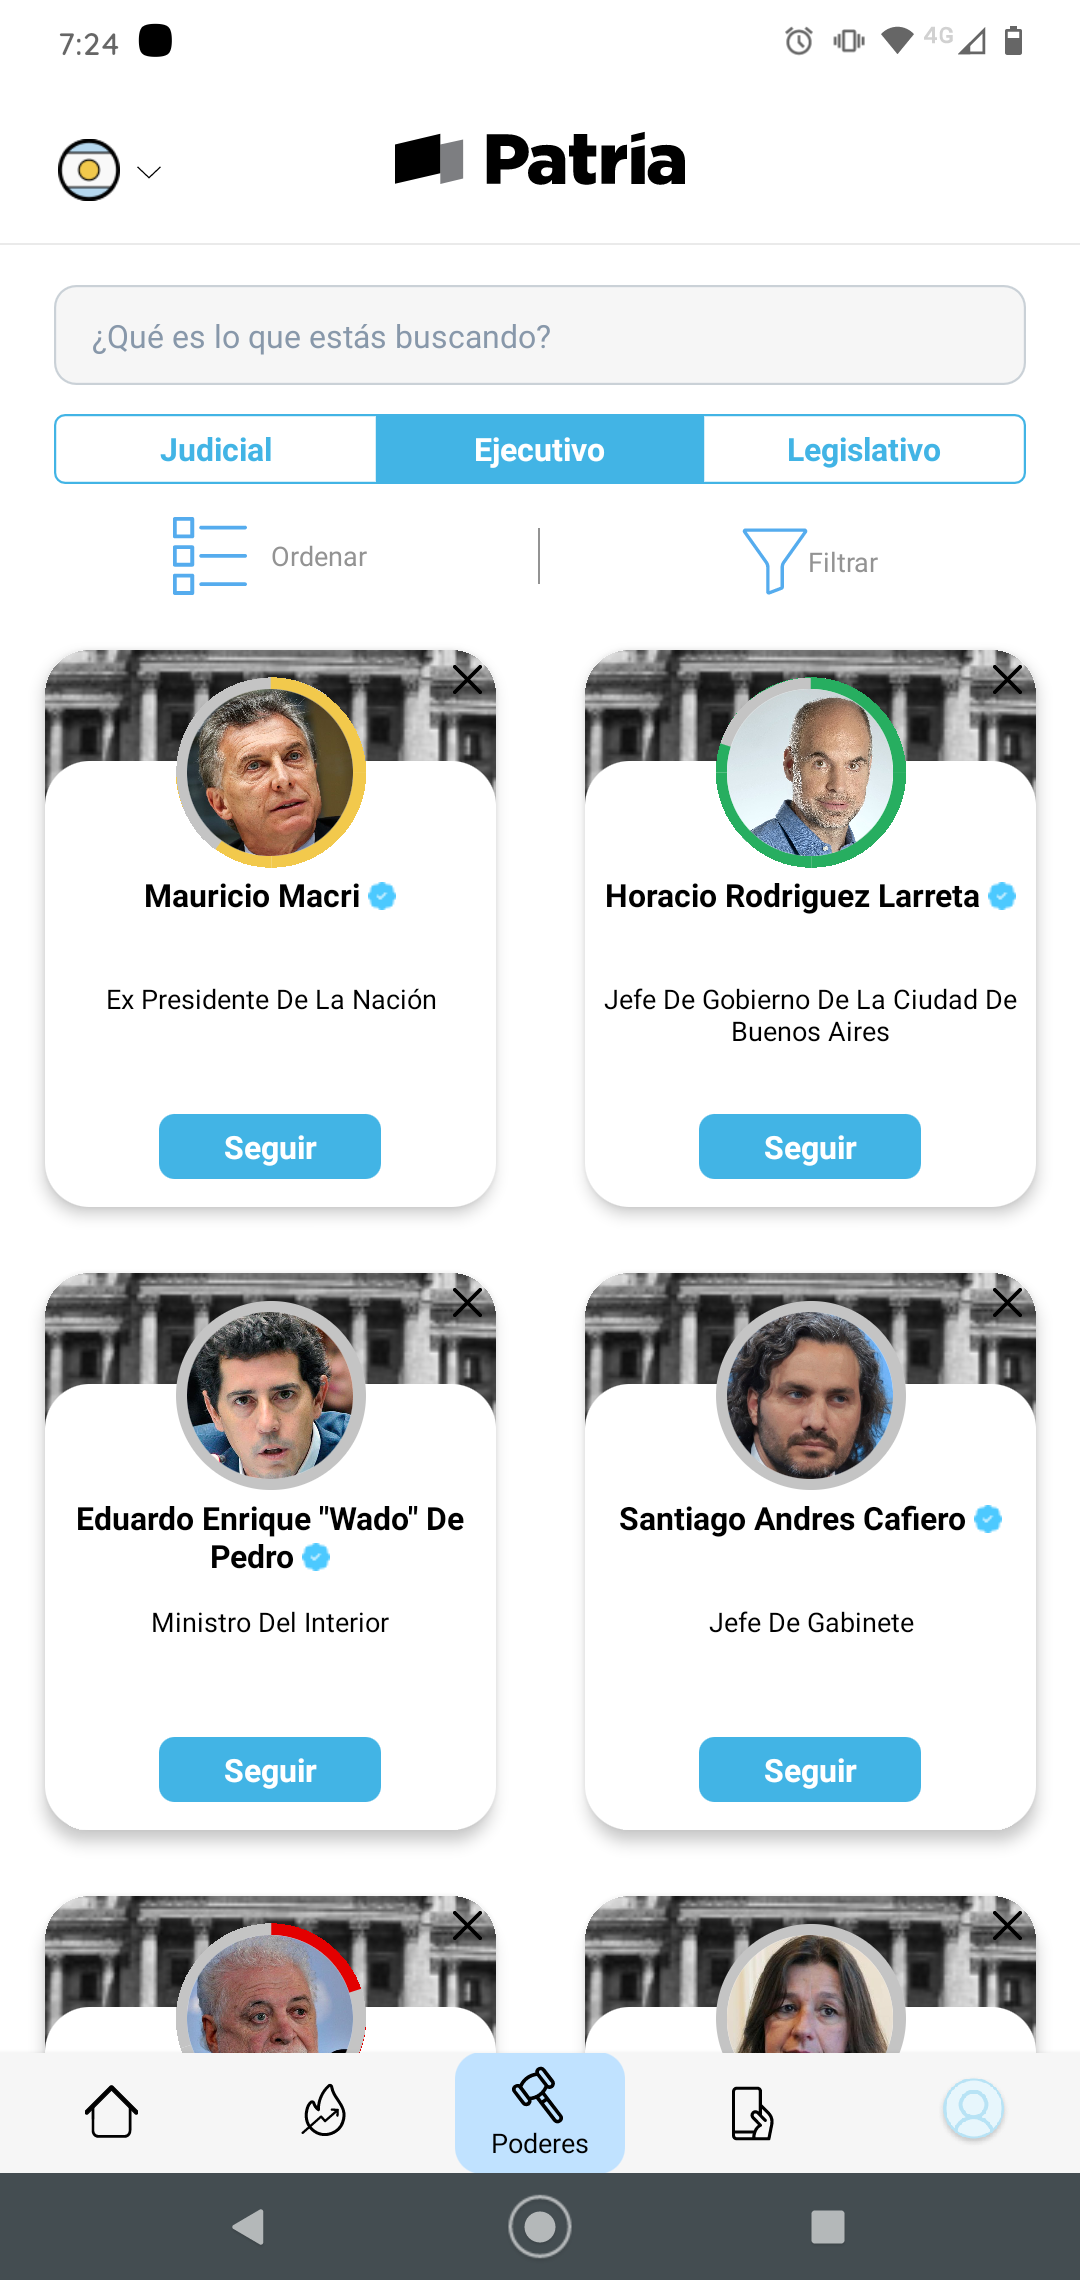 7:24
4G
Patria
¿Qué es lo que estás buscando?
Judicial
Ejecutivo
Legislativo
Ordenar
Filtrar
Mauricio Macri
Horacio Rodriguez Larreta
Ex Presidente De La Nación
Jefe De Gobierno De La Ciudad De
Buenos Aires
Seguir
Seguir
Eduardo Enrique "Wado" De
Pedro
Santiago Andres Cafiero
Ministro Del Interior
Jefe De Gabinete
Seguir
Seguir
Poderes